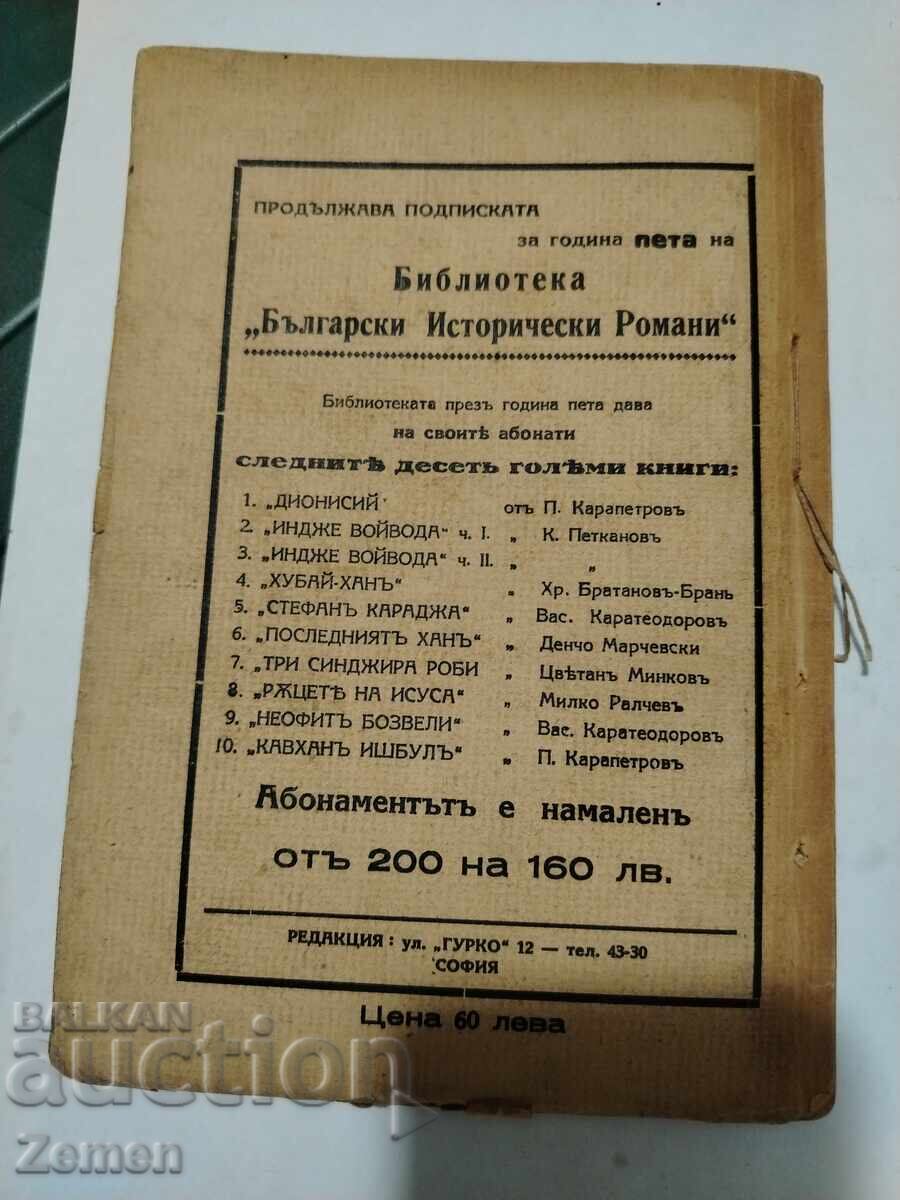 ПРОДЪЛЖАВА ПОДПИСКАТА
за година пета на
Библиотека
„Български Исторически Романи“
Библиотеката презъ година пета дава
на своитѣ абонати
следнитѣ десеть голѣми книги:
1. „ДИОНИСИЙ“ отъ П. Карапетровъ
2. „ИНДЖЕ ВОЙВОДА“ ч. I. „ К. Петкановъ
3. „ИНДЖЕ ВОЙВОДА“ ч. II. „ „
4. „ХУБАЙ-ХАНЪ“ „ Хр. Братановъ-Брань
5. „СТЕФАНЪ КАРАДЖА“ „ Вас. Каратеодоровъ
6. „ПОСЛЕДНИЯТЪ ХАНЪ“ „ Денчо Марчевски
7. „ТРИ СИНДЖИРА РОБИ „ Цвѣтанъ Минковъ
8. „РѪЦЕТѢ НА ИСУСА“ „ Милко Ралчевъ
9. „НЕОФИТЪ БОЗВЕЛИ“ „ Вас. Каратеодоровъ
10. „КАВХАНЪ ИШБУЛЪ“ „ П. Карапетровъ
Абонаментътъ е намаленъ
отъ 200 на 160 лв.
РЕДАКЦИЯ: ул. „ГУРКО“ 12 — тел. 43-30
СОФИЯ
Цена 60 лева
BALKAN
auction
Zemen